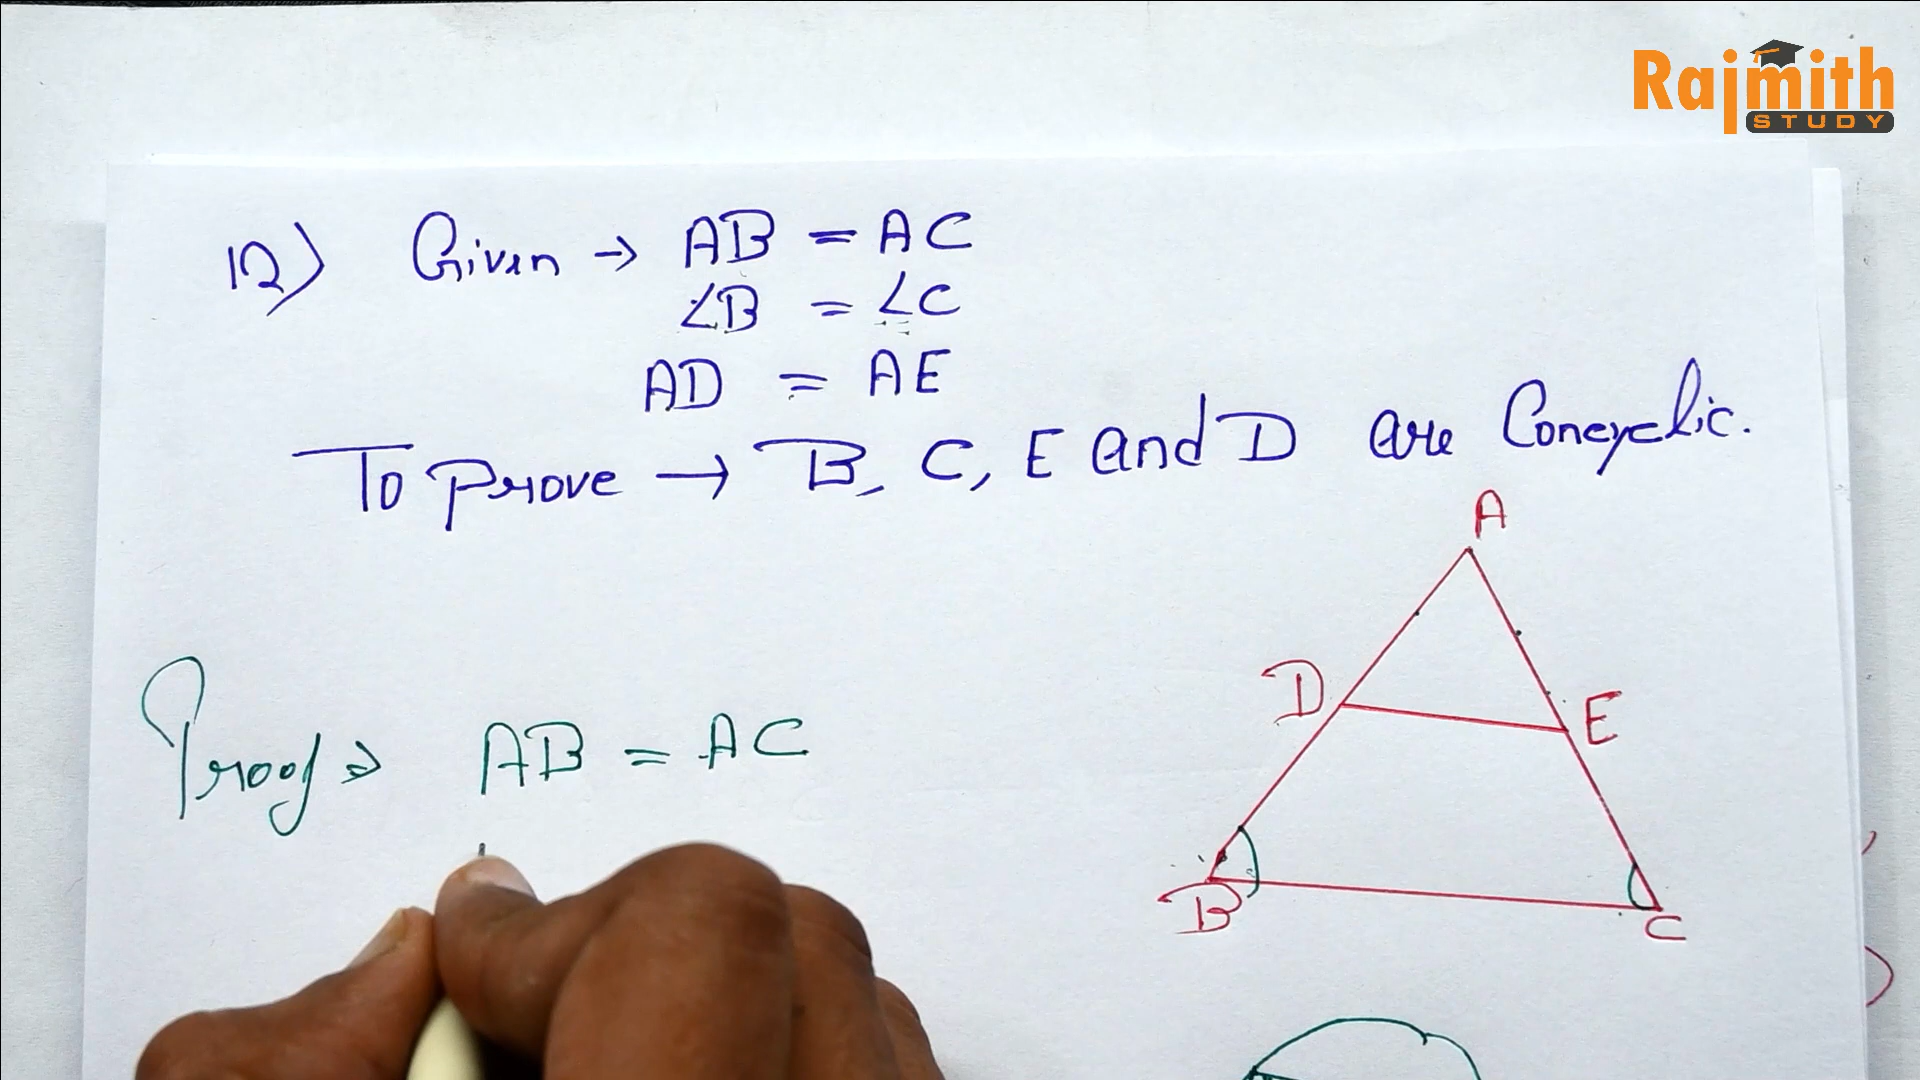 Rajmith
STUDY
12) Given → AB = AC
∠B = ∠C
AD = AE
To Prove → B, C, E and D are Concyclic.
A
D
E
Proof ⇒ AB = AC
B
C